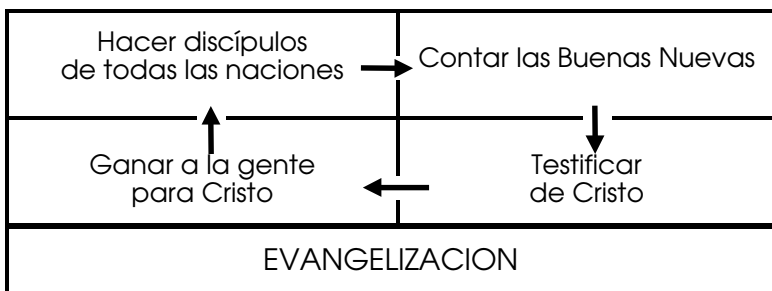 Hacer discípulos
de todas las naciones
Contar las Buenas Nuevas
Ganar a la gente
para Cristo
Testificar
de Cristo
EVANGELIZACION